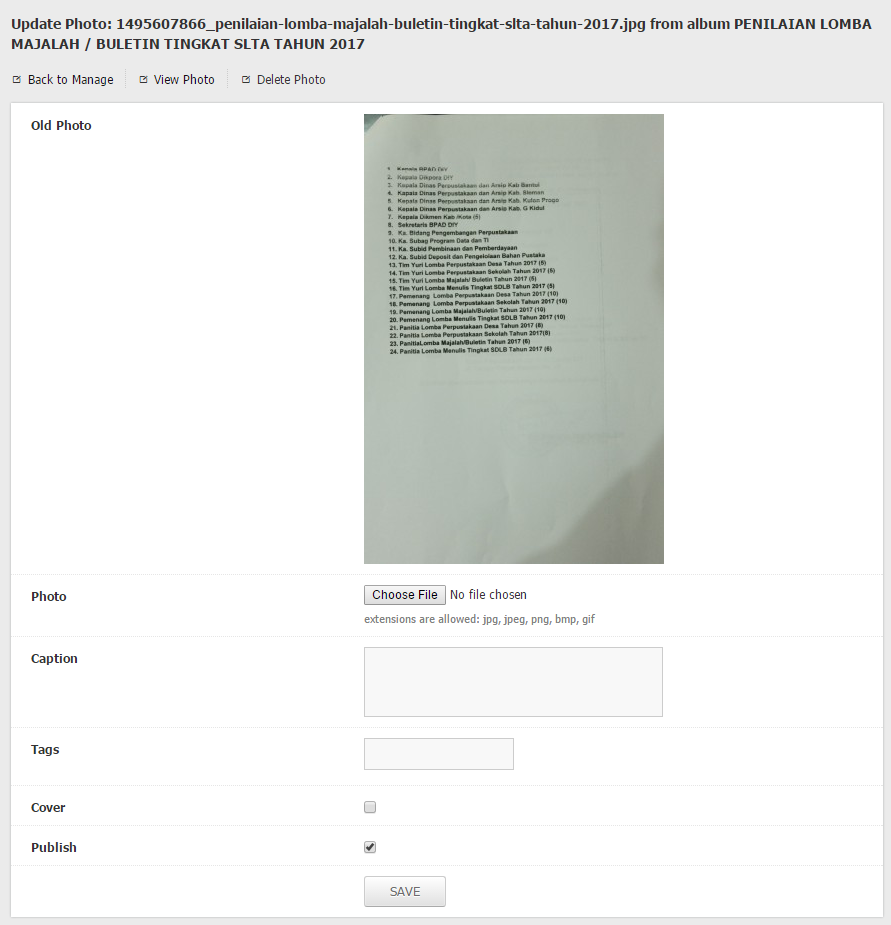 Update Photo: 1495607866_penilaian-lomba-majalah-buletin-tingkat-slta-tahun-2017.jpg from album PENILAIAN LOMBA
MAJALAH / BULETIN TINGKAT SLTA TAHUN 2017
Back to Manage View Photo Delete Photo
Old Photo
1. Kepala BPAD DIY
2. Kepala Dikpora DIY
3. Kepala Dinas Perpustakaan dan Arsip Kab Bantul
4. Kapala Dinas Perpustakaan dan Arsip Kab. Sleman
5. Kepala Dinas Perpustakaan dan Arsip Kab. Kulon Progo
6. Kepala Dinas Perpustakaan dan Arsip Kab. G Kidul
7. Kepala Dikmen Kab /Kota (5)
8. Sekretaris BPAD DIY
9. Ka. Bidang Pengembangan Perpustakaan
10. Ka. Subag Program Data dan TI
11. Ka. Subid Pembinaan dan Pemberdayaan
12. Ka. Subid Deposit dan Pengelolaan Bahan Pustaka
13. Tim Yuri Lomba Perpustakaan Desa Tahun 2017 (5)
14. Tim Yuri Lomba Perpustakaan Sekolah Tahun 2017 (5)
15. Tim Yuri Lomba Majalah/ Buletin Tahun 2017 (5)
16. Tim Yuri Lomba Menulis Tingkat SDLB Tahun 2017 (5)
17. Pemenang Lomba Perpustakaan Desa Tahun 2017 (10)
18. Pemenang Lomba Perpustakaan Sekolah Tahun 2017 (10)
19. Pemenang Lomba Majalah/Buletin Tahun 2017 (10)
20. Pemenang Lomba Menulis Tingkat SDLB Tahun 2017 (10)
21. Panitia Lomba Perpustakaan Desa Tahun 2017 (8)
22. Panitia Lomba Perpustakaan Sekolah Tahun 2017(8)
23. PanitiaLomba Majalah/Buletin Tahun 2017 (6)
24. Panitia Lomba Menulis Tingkat SDLB Tahun 2017 (6)
Photo
Choose File No file chosen
extensions are allowed: jpg, jpeg, png, bmp, gif
Caption
Tags
Cover
Publish
SAVE